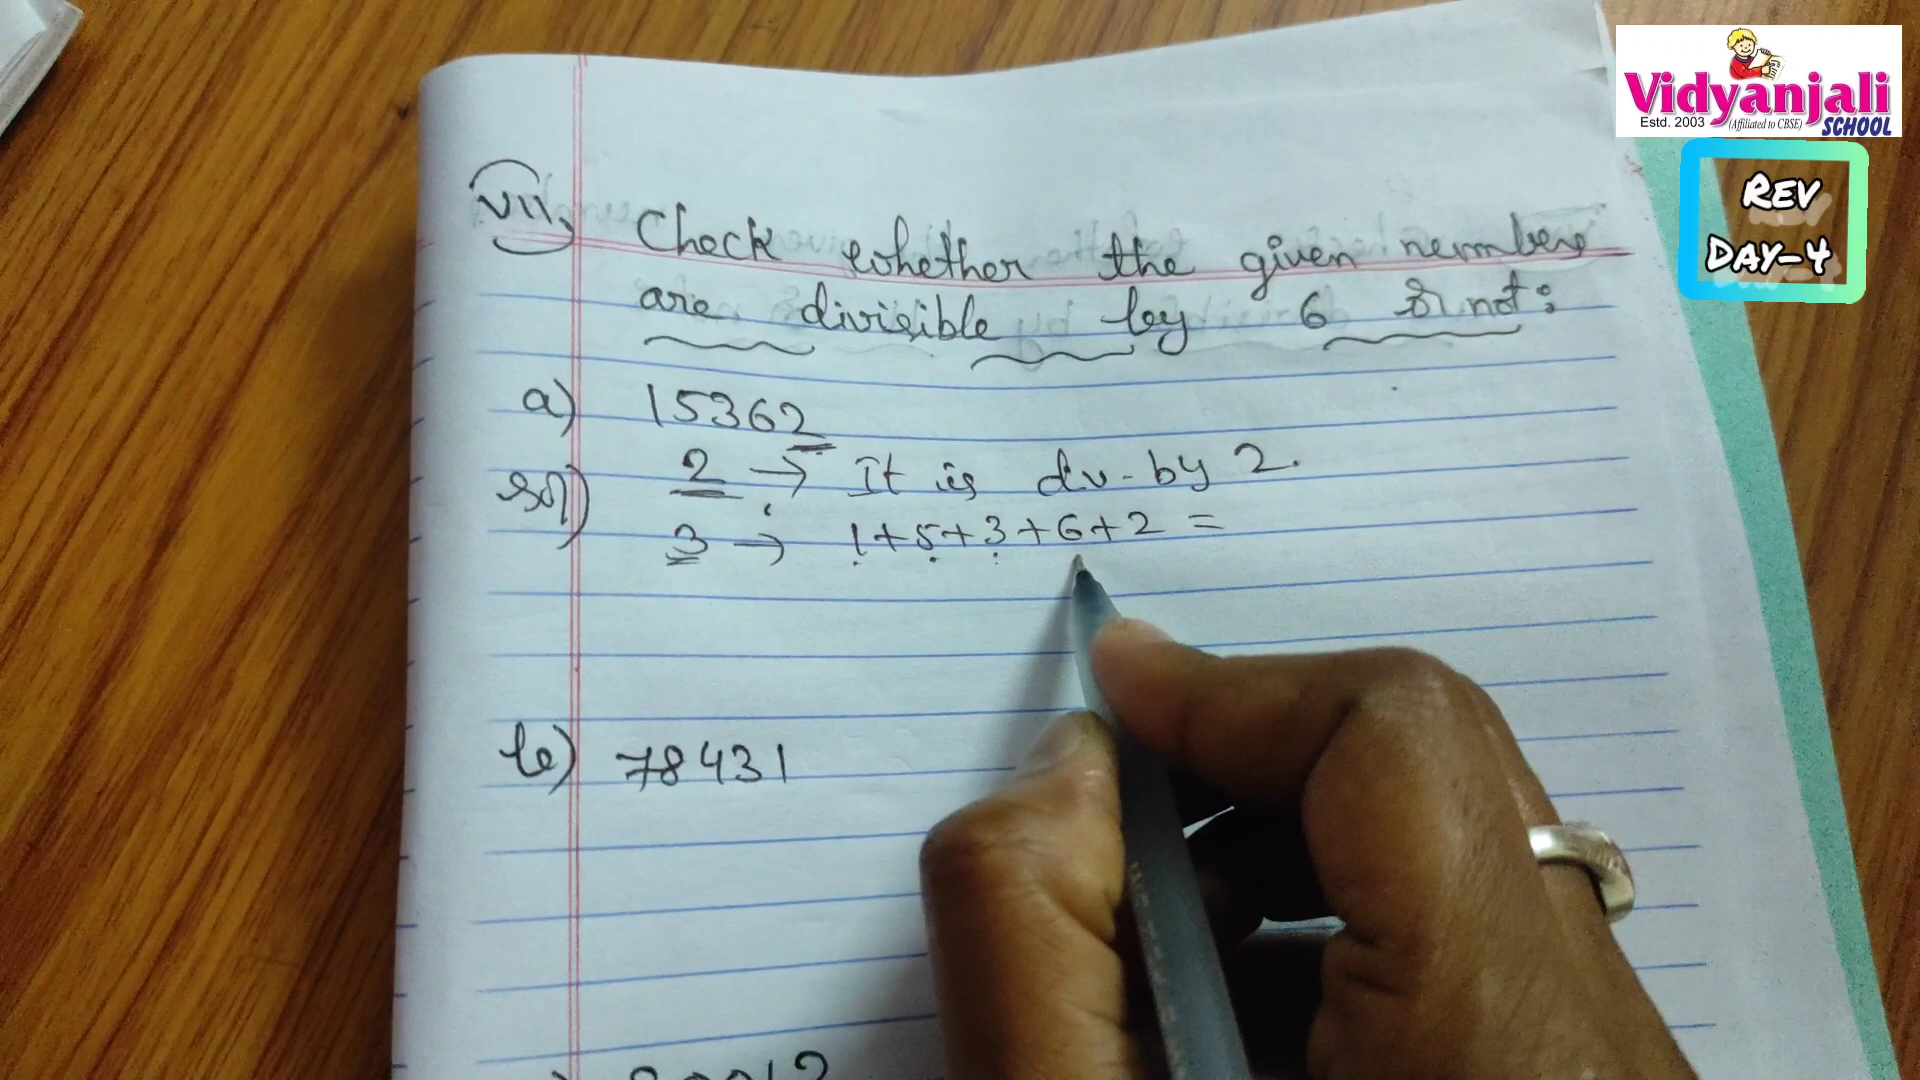 Vidyanjali
Estd. 2003 (Affiliated to CBSE) SCHOOL
REV
DAY-4
VII) Check whether the given numbers
are divisible by 6 or not:
a) 15362
Sol) 2 → It is div. by 2.
3 → 1+5+3+6+2 =
b) 78431